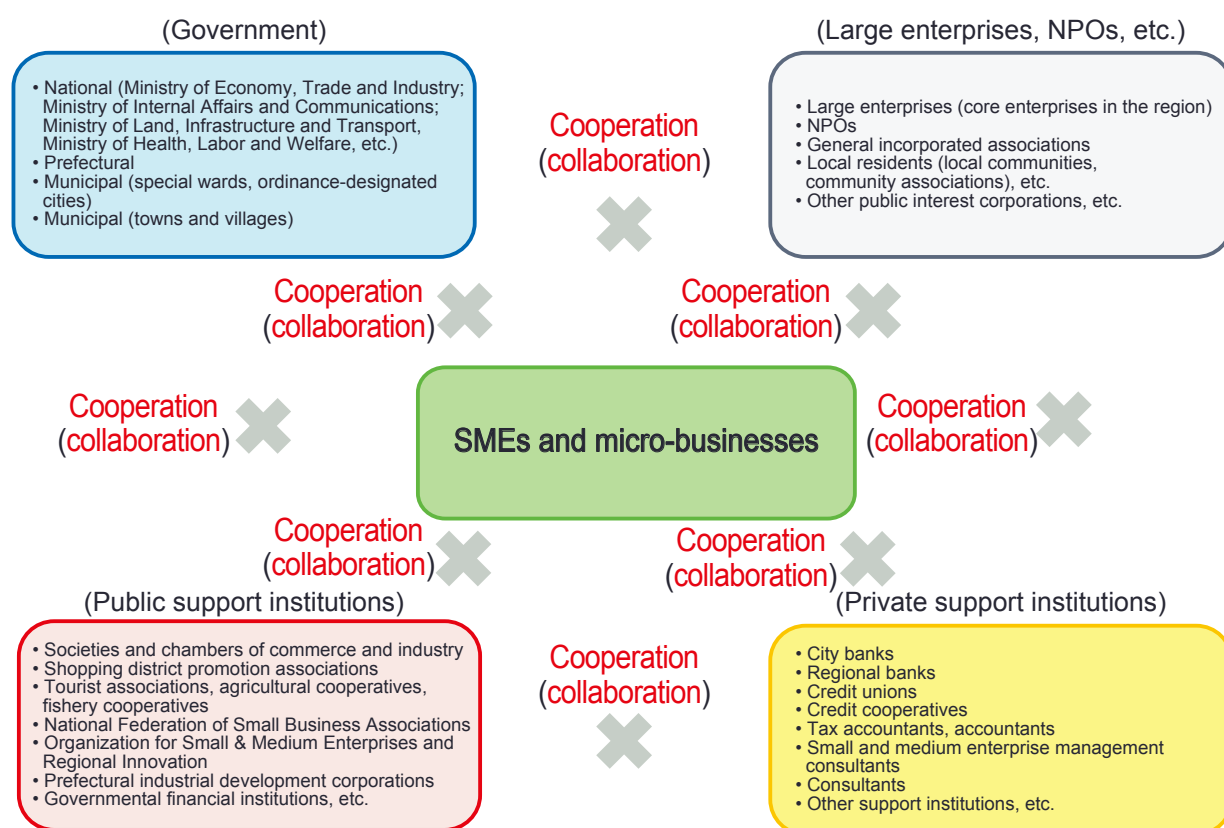 (Government)
• National (Ministry of Economy, Trade and Industry;
Ministry of Internal Affairs and Communications;
Ministry of Land, Infrastructure and Transport,
Ministry of Health, Labor and Welfare, etc.)
• Prefectural
• Municipal (special wards, ordinance-designated
cities)
• Municipal (towns and villages)
Cooperation
(collaboration)
(Large enterprises, NPOs, etc.)
• Large enterprises (core enterprises in the region)
• NPOs
• General incorporated associations
• Local residents (local communities,
community associations), etc.
• Other public interest corporations, etc.
Cooperation
(collaboration)
Cooperation
(collaboration)
Cooperation
(collaboration)
SMEs and micro-businesses
Cooperation
(collaboration)
Cooperation
(collaboration)
Cooperation
(collaboration)
(Public support institutions)
• Societies and chambers of commerce and industry
• Shopping district promotion associations
• Tourist associations, agricultural cooperatives,
fishery cooperatives
• National Federation of Small Business Associations
• Organization for Small & Medium Enterprises and
Regional Innovation
• Prefectural industrial development corporations
• Governmental financial institutions, etc.
Cooperation
(collaboration)
(Private support institutions)
• City banks
• Regional banks
• Credit unions
• Credit cooperatives
• Tax accountants, accountants
• Small and medium enterprise management
consultants
• Consultants
• Other support institutions, etc.